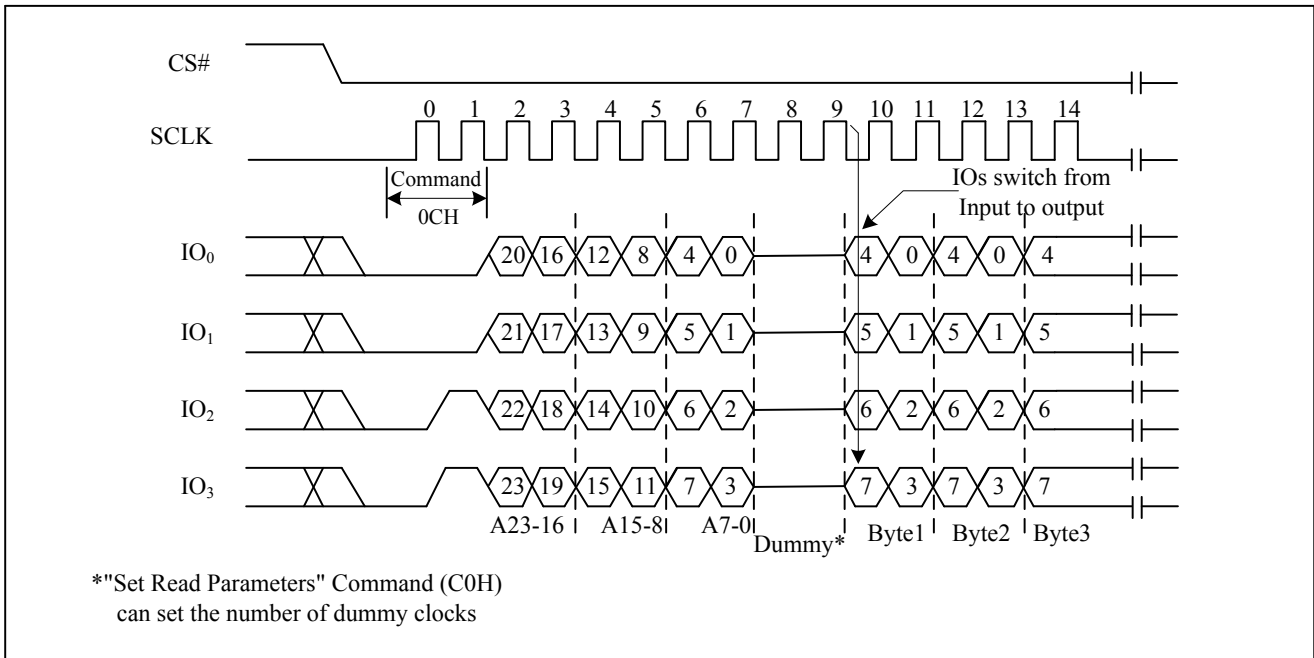 CS#
0 1 2 3 4 5 6 7 8 9 10 11 12 13 14
SCLK
Command
0CH
IOs switch from
Input to output
IO0 20 16 12 8 4 0 4 0 4 0 4
IO1 21 17 13 9 5 1 5 1 5 1 5
IO2 22 18 14 10 6 2 6 2 6 2 6
IO3 23 19 15 11 7 3 7 3 7 3 7
A23-16 A15-8 A7-0 Dummy* Byte1 Byte2 Byte3
*"Set Read Parameters" Command (C0H)
can set the number of dummy clocks